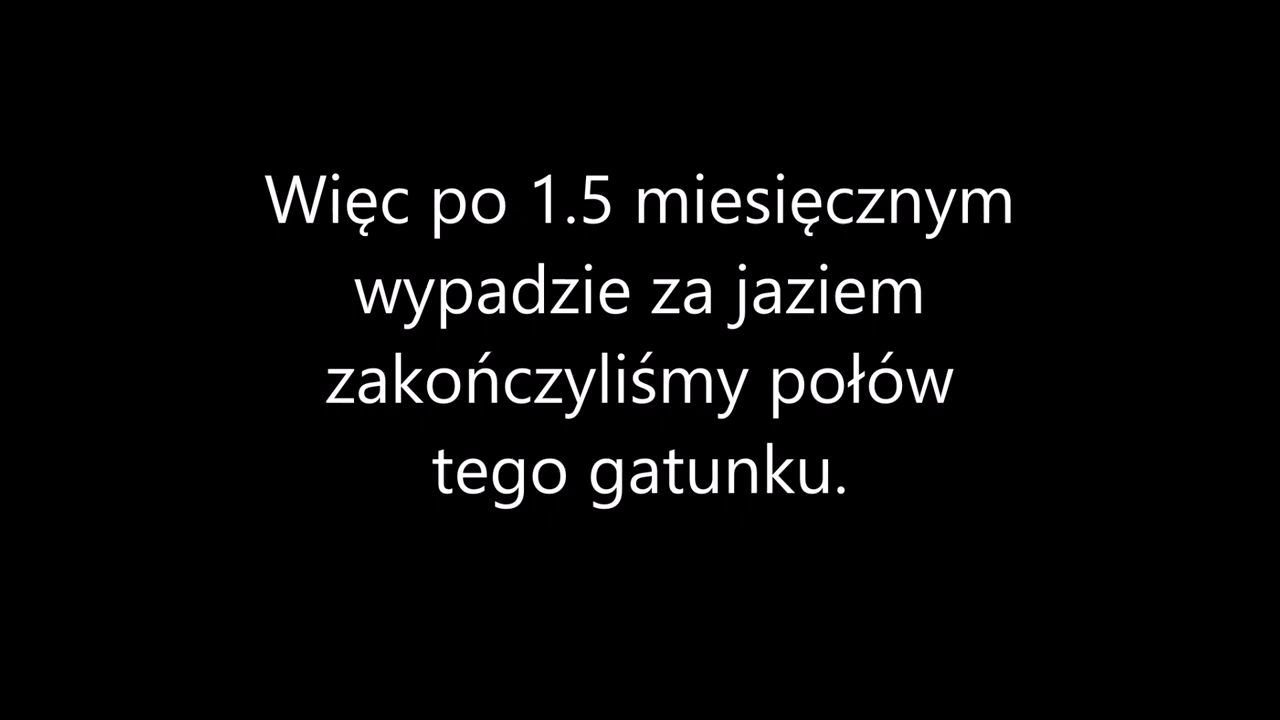 Więc po 1.5 miesięcznym
wypadzie za jaziem
zakończyliśmy połów
tego gatunku.